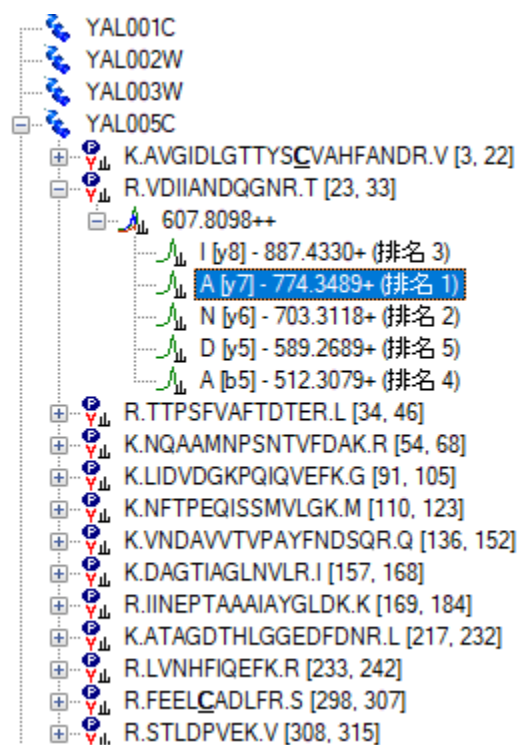 YAL001C
YAL002W
YAL003W
YAL005C
K.AVGIDLGTTYSCVAHFANDR.V [3, 22]
R.VDIIANDQGNR.T [23, 33]
607.8098++
I [y8] - 887.4330+ (排名 3)
A [y7] - 774.3489+ (排名 1)
N [y6] - 703.3118+ (排名 2)
D [y5] - 589.2689+ (排名 5)
A [b5] - 512.3079+ (排名 4)
R.TTPSFVAFTDTER.L [34, 46]
K.NQAAMNPSNTVFDAK.R [54, 68]
K.LIDVDGKPQIQVEFK.G [91, 105]
K.NFTPEQISSMVLGK.M [110, 123]
K.VNDAVVTVPAYFNDSQR.Q [136, 152]
K.DAGTIAGLNVLR.I [157, 168]
R.IINEPTAAAIAYGLDK.K [169, 184]
K.ATAGDTHLGGEDFDNR.L [217, 232]
R.LVNHFIQEFK.R [233, 242]
R.FEELCADLFR.S [298, 307]
R.STLDPVEK.V [308, 315]